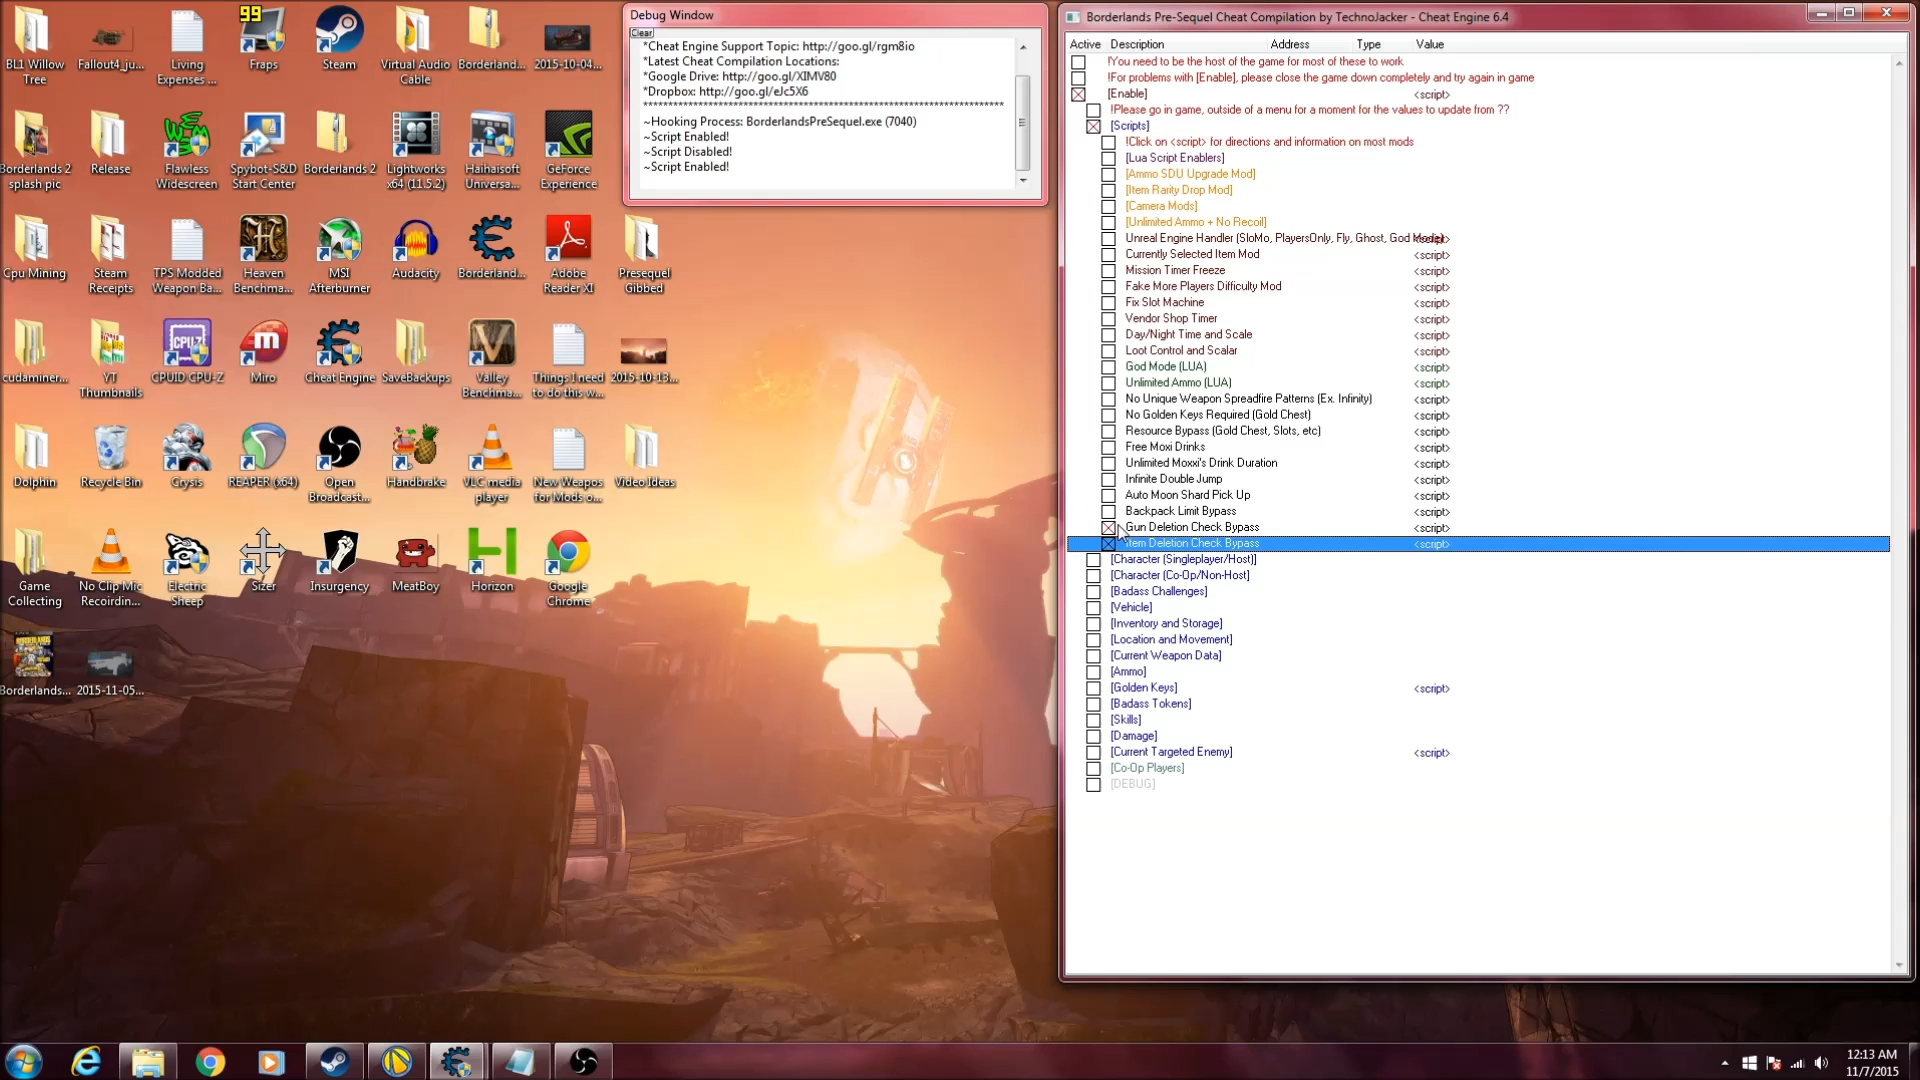 99
BL1 Willow
Tree
Fallout4_ju...
Living
Expenses ...
Fraps
Steam
Virtual Audio
Cable
Borderland...
2015-10-04...
Borderlands 2
splash pic
Release
Flawless
Widescreen
Spybot-S&D
Start Center
Borderlands 2
Lightworks
x64 (11.5.2)
Haihaisoft
Universa...
GeForce
Experience
Cpu Mining
Steam
Receipts
TPS Modded
Weapon Ba...
Heaven
Benchma...
MSI
Afterburner
Audacity
Borderland...
Adobe
Reader XI
Presequel
Gibbed
cudaminer...
YT
Thumbnails
CPUID CPU-Z
Miro
Cheat Engine
SaveBackups
Valley
Benchma...
Things I need
to do this w...
2015-10-13...
Dolphin
Recycle Bin
Crysis
REAPER (x64)
Open
Broadcast...
Handbrake
VLC media
player
New Weapos
for Mods o...
Video Ideas
Game
Collecting
No Clip Mic
Recoirdin...
Electric
Sheep
Sizer
Insurgency
MeatBoy
Horizon
Google
Chrome
Borderlands...
2015-11-05...
Debug Window
Clear
*Cheat Engine Support Topic: http://goo.gl/rgm8io
*Latest Cheat Compilation Locations:
*Google Drive: http://goo.gl/XIMV80
*Dropbox: http://goo.gl/eJc5X6
~Hooking Process: BorderlandsPreSequel.exe (7040)
~Script Enabled!
~Script Disabled!
~Script Enabled!
Borderlands Pre-Sequel Cheat Compilation by TechnoJacker - Cheat Engine 6.4
Active Description Address Type Value
!You need to be the host of the game for most of these to work
!For problems with [Enable], please close the game down completely and try again in game
[Enable] <script>
!Please go in game, outside of a menu for a moment for the values to update from ??
[Scripts]
!Click on <script> for directions and information on most mods
[Lua Script Enablers]
[Ammo SDU Upgrade Mod]
[Item Rarity Drop Mod]
[Camera Mods]
[Unlimited Ammo + No Recoil]
Unreal Engine Handler (SloMo, PlayersOnly, Fly, Ghost, God Mode) <script>
Currently Selected Item Mod <script>
Mission Timer Freeze <script>
Fake More Players Difficulty Mod <script>
Fix Slot Machine <script>
Vendor Shop Timer <script>
Day/Night Time and Scale <script>
Loot Control and Scalar <script>
God Mode (LUA) <script>
Unlimited Ammo (LUA) <script>
No Unique Weapon Spreadfire Patterns (Ex. Infinity) <script>
No Golden Keys Required (Gold Chest) <script>
Resource Bypass (Gold Chest, Slots, etc) <script>
Free Moxi Drinks <script>
Unlimited Moxxi's Drink Duration <script>
Infinite Double Jump <script>
Auto Moon Shard Pick Up <script>
Backpack Limit Bypass <script>
Gun Deletion Check Bypass <script>
Item Deletion Check Bypass <script>
[Character (Singleplayer/Host)]
[Character (Co-Op/Non-Host]
[Badass Challenges]
[Vehicle]
[Inventory and Storage]
[Location and Movement]
[Current Weapon Data]
[Ammo]
[Golden Keys] <script>
[Badass Tokens]
[Skills]
[Damage]
[Current Targeted Enemy] <script>
[Co-Op Players]
[DEBUG]
12:13 AM
11/7/2015